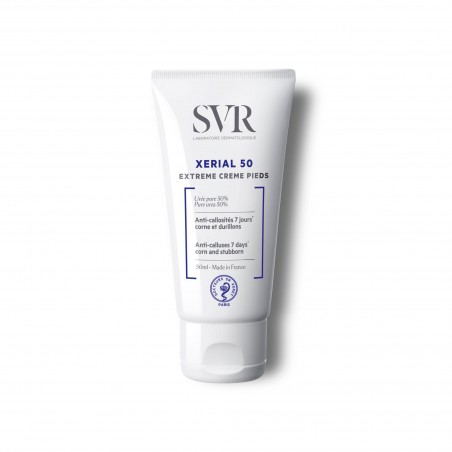 SVR
LABORATOIRE DERMATOLOGIQUE
XERIAL 50
EXTREME CREME PIEDS
Urée pure 50%
Pure urea 50%
Anti-callosités 7 jours*
corne et durillons
Anti-calluses 7 days*
corn and stubborn
Made in France
PARIS